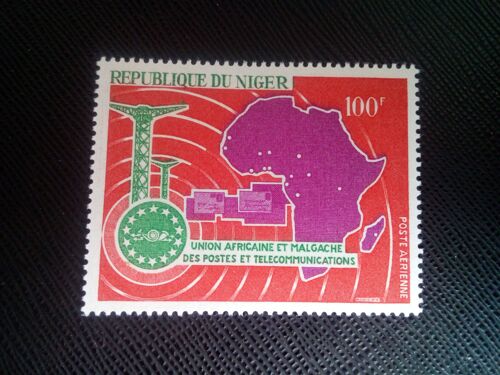 REPUBLIQUE DU NIGER
100F
UNION AFRICAINE ET MALGACHE
DES POSTES ET TELECOMMUNICATIONS
POSTE AERIENNE